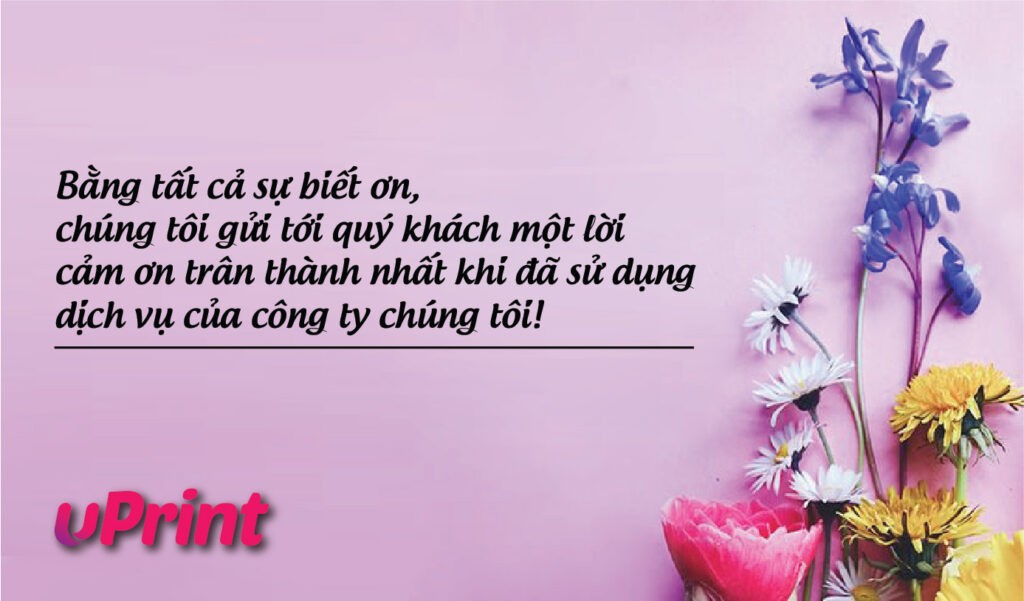 Bằng tất cả sự biết ơn,
chúng tôi gửi tới quý khách một lời
cảm ơn trân thành nhất khi đã sử dụng
dịch vụ của công ty chúng tôi!
uPrint